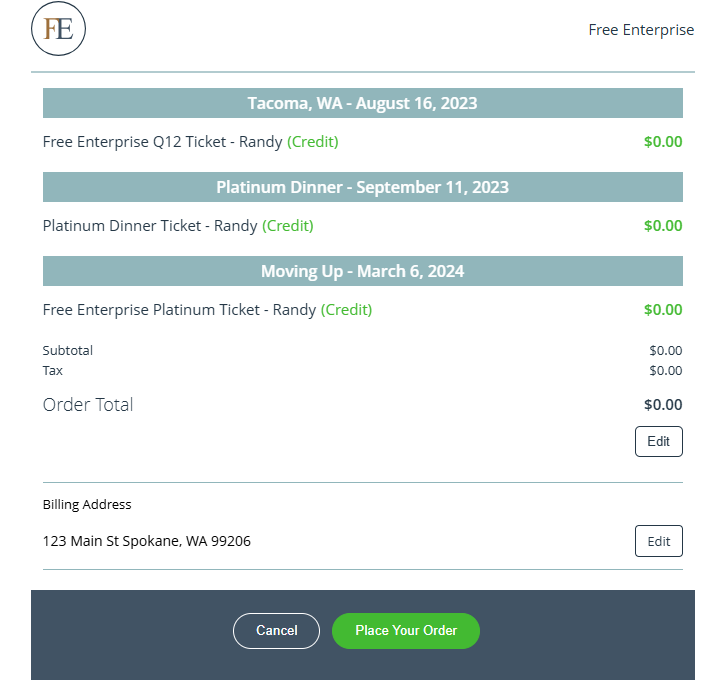 FE
Free Enterprise
Tacoma, WA - August 16, 2023
Free Enterprise Q12 Ticket - Randy (Credit) $0.00
Platinum Dinner - September 11, 2023
Platinum Dinner Ticket - Randy (Credit) $0.00
Moving Up - March 6, 2024
Free Enterprise Platinum Ticket - Randy (Credit) $0.00
Subtotal $0.00
Tax $0.00
Order Total $0.00
Edit
Billing Address
123 Main St Spokane, WA 99206 Edit
Cancel Place Your Order